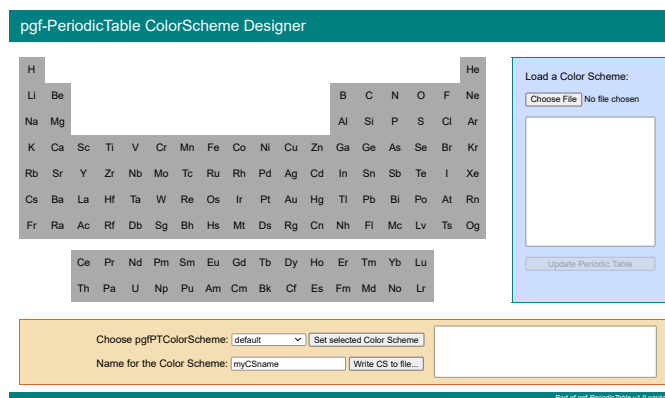 pgf-PeriodicTable ColorScheme Designer
H He
Li Be B C N O F Ne
Na Mg Al Si P S Cl Ar
K Ca Sc Ti V Cr Mn Fe Co Ni Cu Zn Ga Ge As Se Br Kr
Rb Sr Y Zr Nb Mo Tc Ru Rh Pd Ag Cd In Sn Sb Te I Xe
Cs Ba La Hf Ta W Re Os Ir Pt Au Hg Tl Pb Bi Po At Rn
Fr Ra Ac Rf Db Sg Bh Hs Mt Ds Rg Cn Nh Fl Mc Lv Ts Og
Ce Pr Nd Pm Sm Eu Gd Tb Dy Ho Er Tm Yb Lu
Th Pa U Np Pu Am Cm Bk Cf Es Fm Md No Lr
Load a Color Scheme:
Choose File No file chosen
Update Periodic Table
Choose pgfPTColorScheme: default Set selected Color Scheme
Name for the Color Scheme: myCSname Write CS to file...
Part of pgf-PeriodicTable v1.0